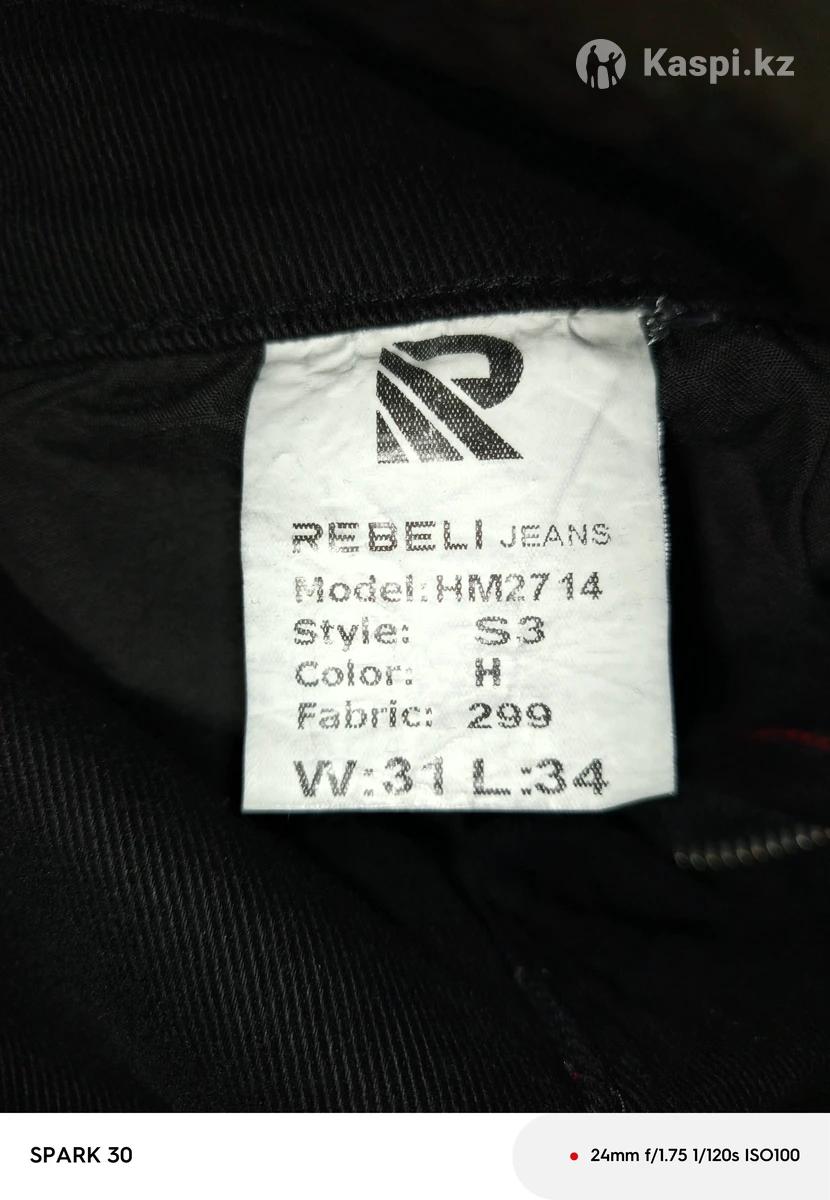 Kaspi.kz
REBELI JEANS
Model: HM2714
Style: S3
Color: H
Fabric: 299
W:31 L:34
SPARK 30
24mm f/1.75 1/120s ISO100